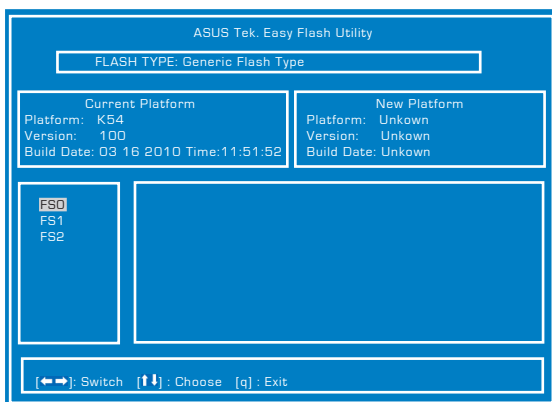 ASUS Tek. Easy Flash Utility
FLASH TYPE: Generic Flash Type
Current Platform
Platform: K54
Version: 100
Build Date: 03 16 2010 Time:11:51:52
New Platform
Platform: Unkown
Version: Unkown
Build Date: Unkown
FS0
FS1
FS2
[⬅➡]: Switch [⬆⬇] : Choose [q] : Exit